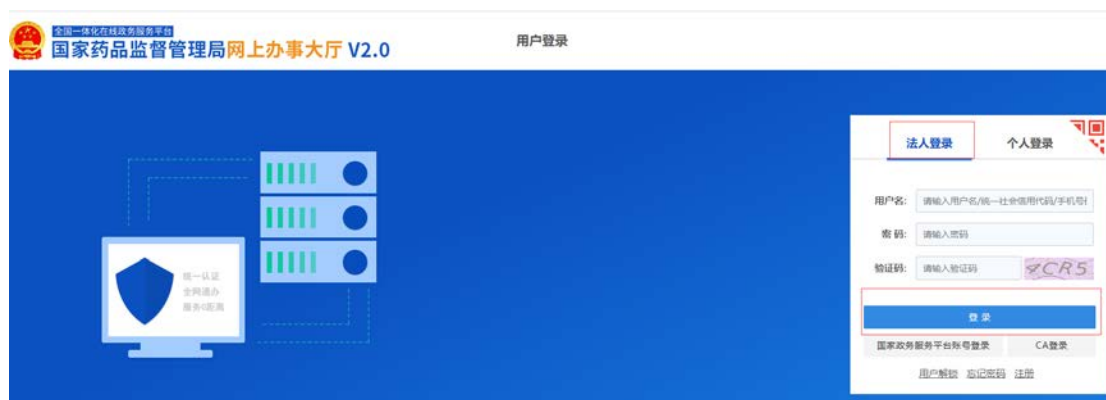 全国一体化在线政务服务平台
国家药品监督管理局网上办事大厅 V2.0
用户登录
法人登录 个人登录
用户名: 请输入用户名/统一社会信用代码/手机号
密 码: 请输入密码
验证码: 请输入验证码 4CR5
登 录
国家政务服务平台账号登录 CA登录
用户解锁 忘记密码 注册
统一认证
全网通办
服务0距离